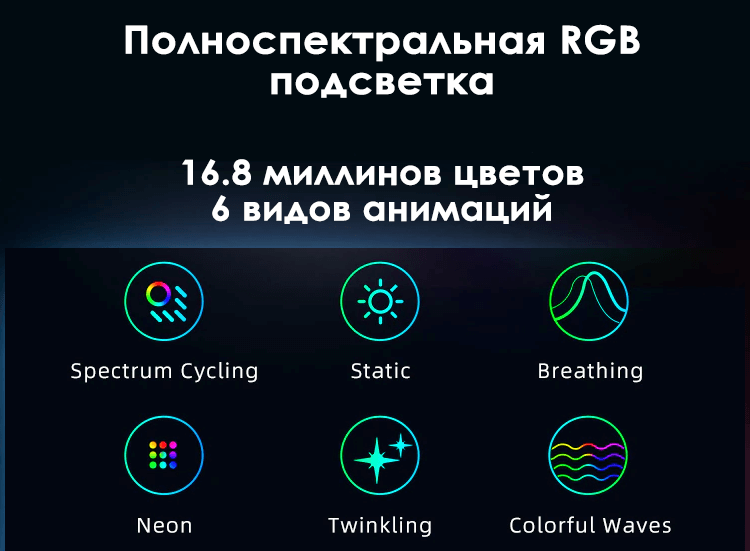 Полноспектральная RGB
подсветка
16.8 миллинов цветов
6 видов анимаций
Spectrum Cycling
Static
Breathing
Neon
Twinkling
Colorful Waves